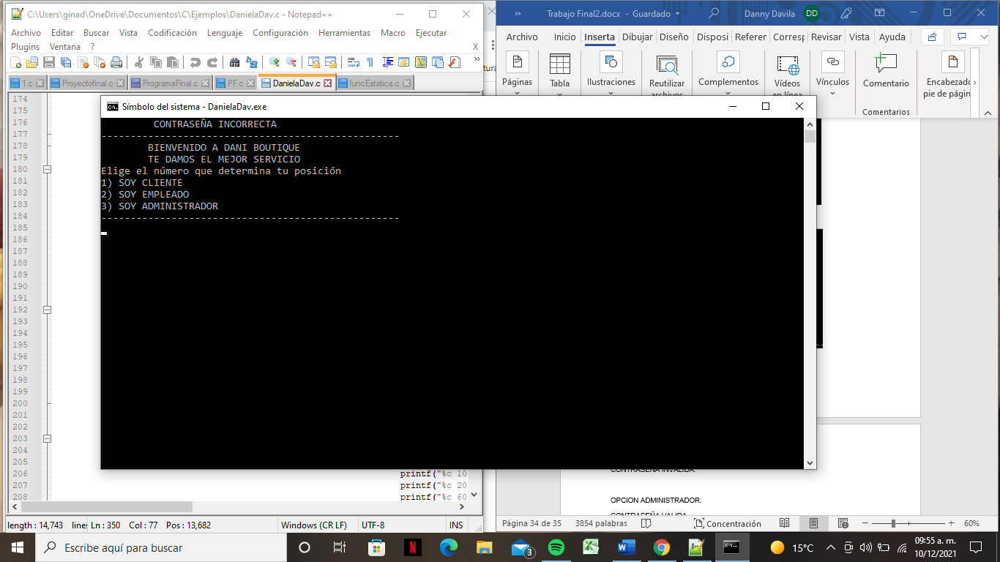 C:\Users\ginad\OneDrive\Documentos\C\Ejemplos\DanielaDav.c - Notepad++
Archivo Editar Buscar Vista Codificación Lenguaje Configuración Herramientas Macro Ejecutar
Plugins Ventana ? X
1.c Proyectofinal.c ProgramaFinal.c PF.c DanielaDav.c funcEstatica.c
174
175
176
177
178
179
180
181
182
183
184
185
186
187
188
189
190
191
192
193
194
195
196
197
198
199
200
201
202
203
204
205
206 printf("%c 10
207 printf("%c 20
208 printf("%c 60
length : 14,743 lines Ln : 350 Col : 77 Pos : 13,682 Windows (CR LF) UTF-8 INS
Símbolo del sistema - DanielaDav.exe
CONTRASEÑA INCORRECTA
---------------------------------------------------
BIENVENIDO A DANI BOUTIQUE
TE DAMOS EL MEJOR SERVICIO
Elige el número que determina tu posición
1) SOY CLIENTE
2) SOY EMPLEADO
3) SOY ADMINISTRADOR
---------------------------------------------------
Trabajo Final2.docx - Guardado Danny Davila DD
Archivo Inicio Inserta Dibujar Diseño Disposi Referer Corresp Revisar Vista Ayuda
Páginas Tabla Ilustraciones Reutilizar archivos Complementos Vídeos en línea Vínculos Comentario Encabezado pie de págin
Comentarios
CONTRASEÑA INVALIDA.
OPCION ADMINISTRADOR.
CONTRASEÑA VALIDA
Página 34 de 35 3854 palabras Concentración 60%
Escribe aquí para buscar
3
15°C
09:55 a. m.
10/12/2021